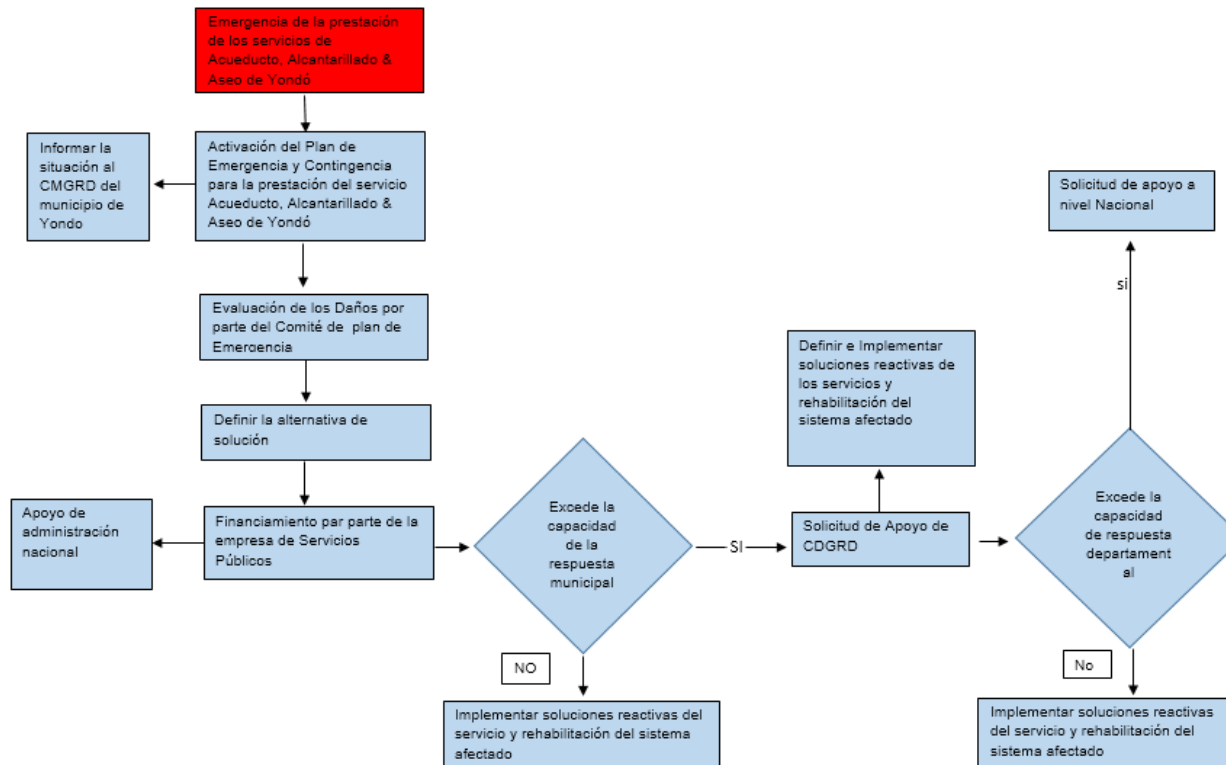 Emergencia de la prestación
de los servicios de
Acueducto, Alcantarillado &
Aseo de Yondó
Informar la
situación al
CMGRD del
municipio de
Yondo
Activación del Plan de
Emergencia y Contingencia
para la prestación del servicio
Acueducto, Alcantarillado &
Aseo de Yondó
Solicitud de apoyo a
nivel Nacional
si
Evaluación de los Daños por
parte del Comité de plan de
Emergencia
Definir e Implementar
soluciones reactivas de
los servicios y
rehabilitación del
sistema afectado
Definir la alternativa de
solución
Apoyo de
administración
nacional
Financiamiento par parte de la
empresa de Servicios
Públicos
Excede la
capacidad
de la
respuesta
municipal
SI
Solicitud de Apoyo de
CDGRD
Excede la
capacidad
de respuesta
departament
al
NO
No
Implementar soluciones reactivas del
servicio y rehabilitación del sistema
afectado
Implementar soluciones reactivas
del servicio y rehabilitación del
sistema afectado